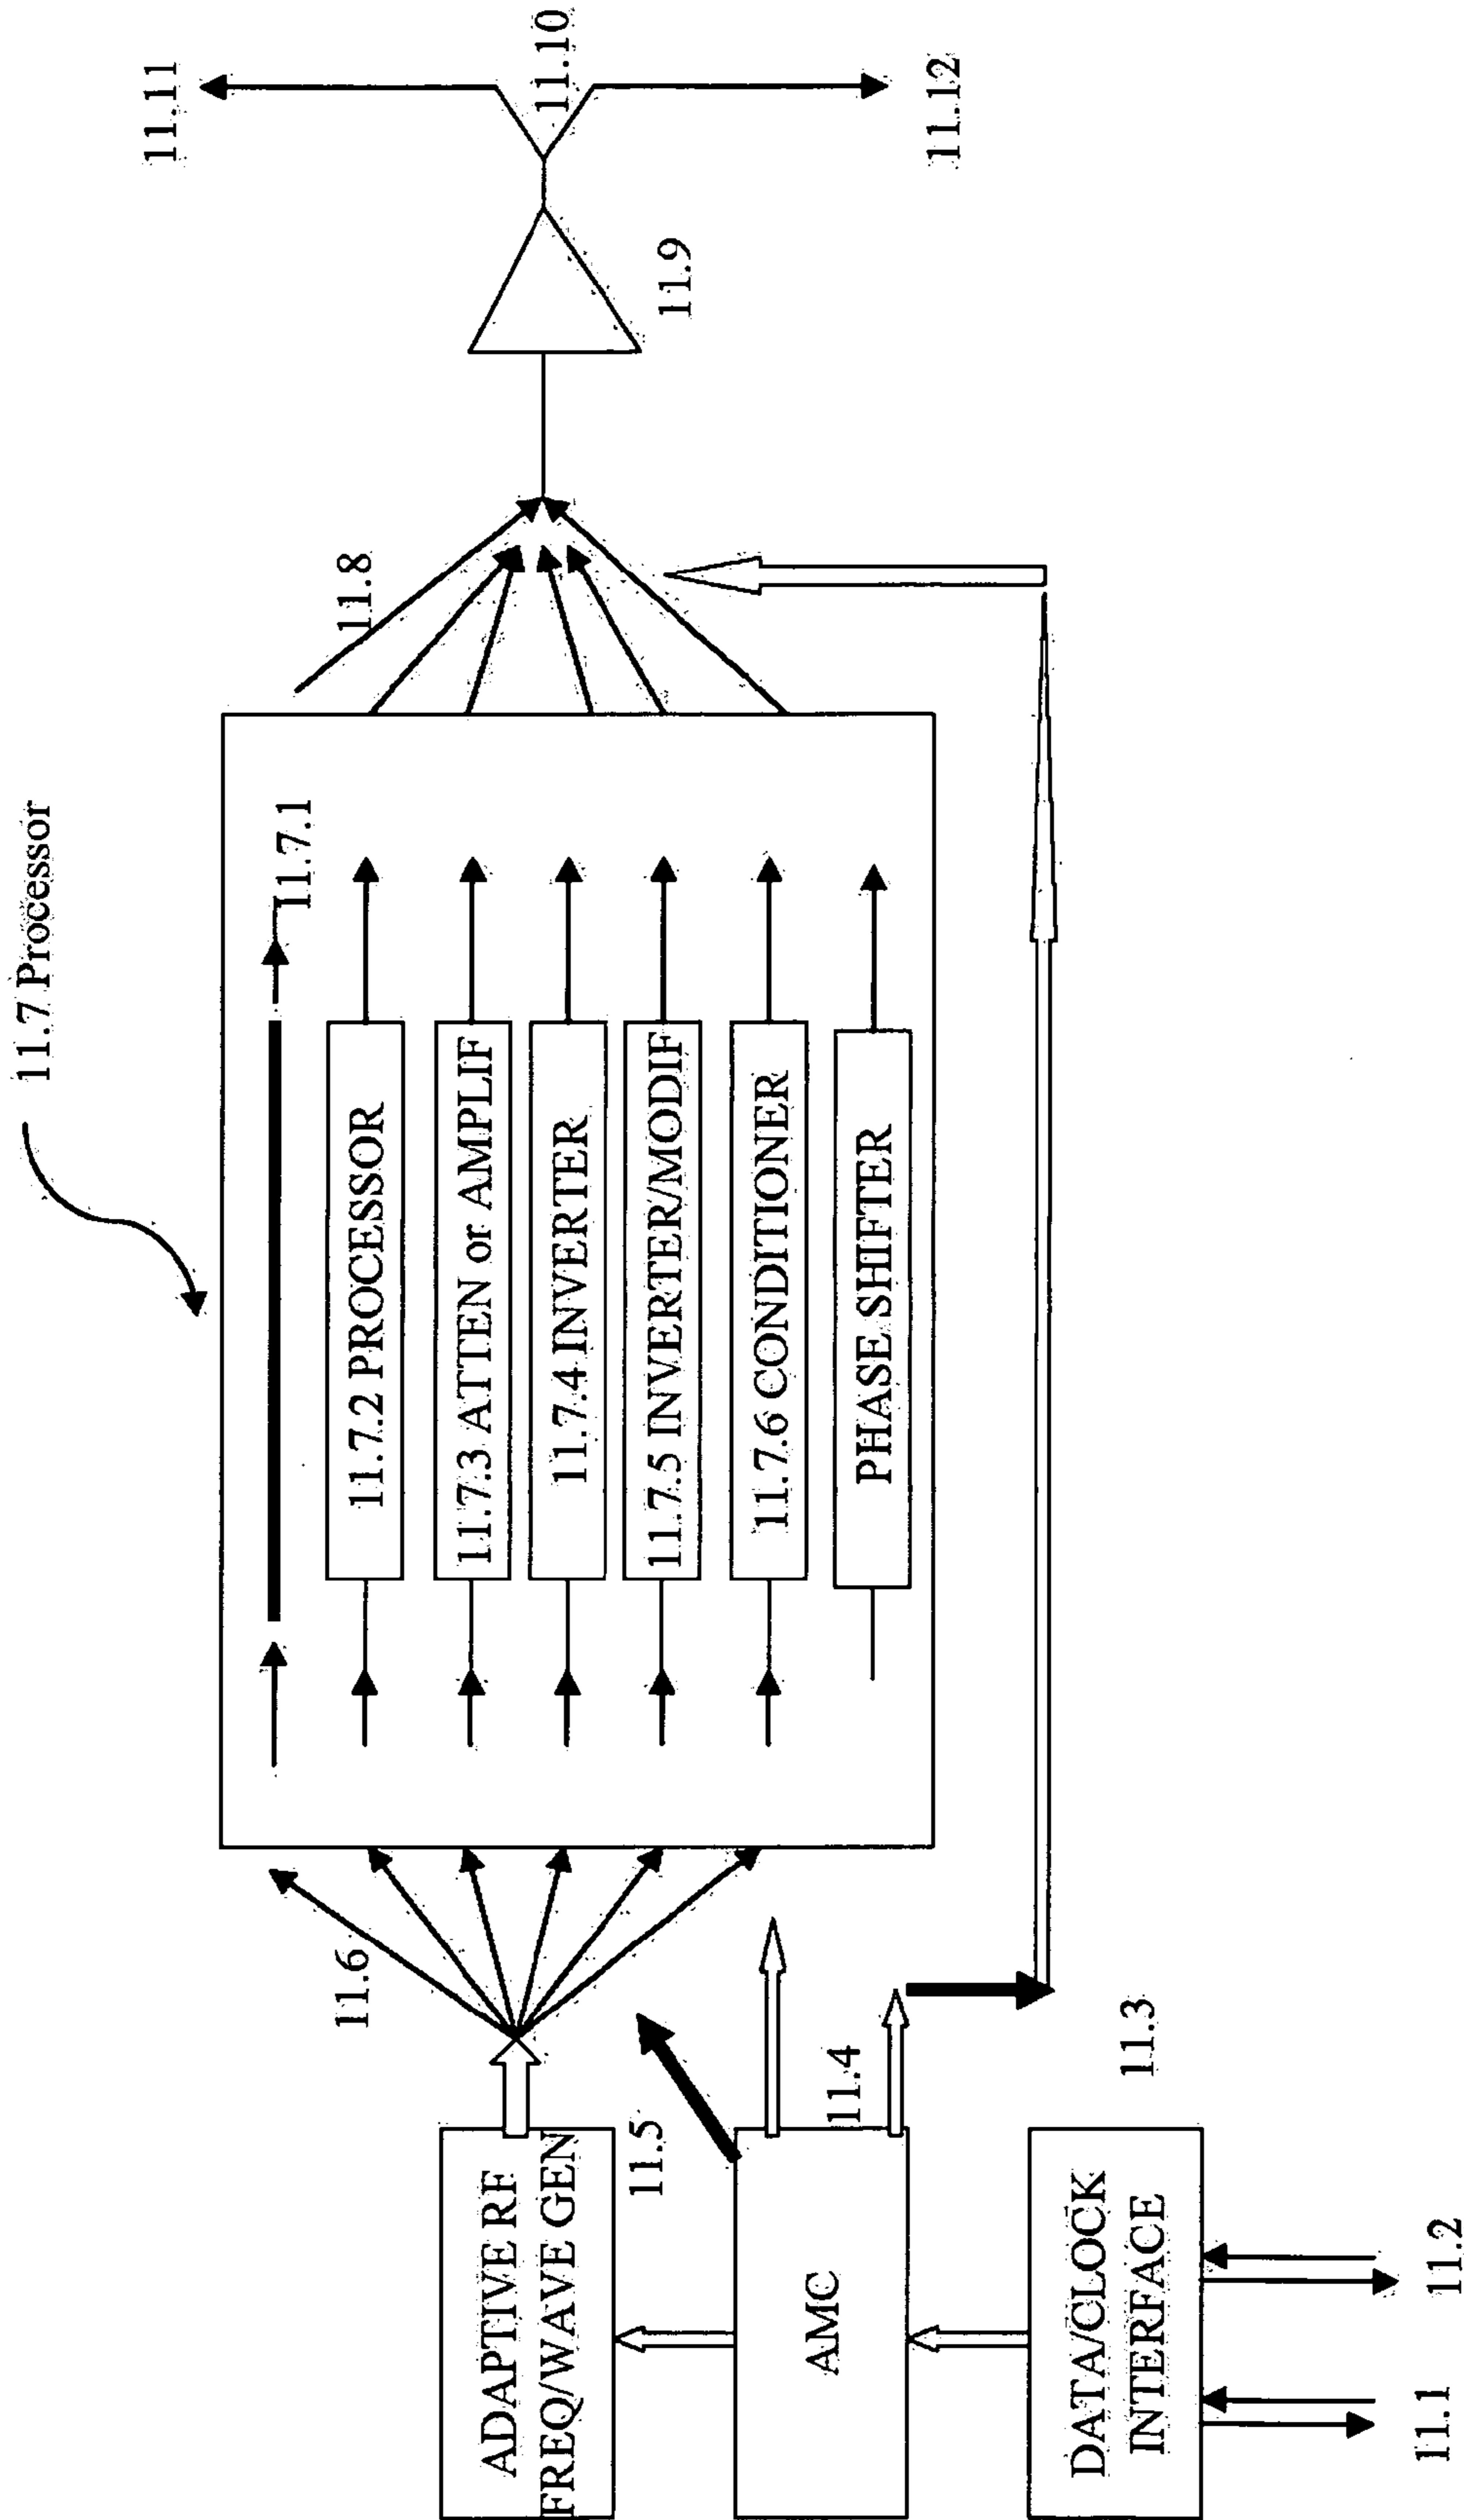 11.7 Processor
11.11
11.10
11.12
11.9
11.8
11.6
11.7.1
11.7.2 PROCESSOR
11.7.3 ATTEN or AMPLIF
11.7.4 INVERTER
11.7.5 INVERTER/MODIF
11.7.6 CONDITIONER
PHASE SHIFTER
ADAPTIVE RF
FREQ/WAVE GEN
11.5
AMC
11.4
DATA/CLOCK
INTERFACE
11.3
11.1
11.2